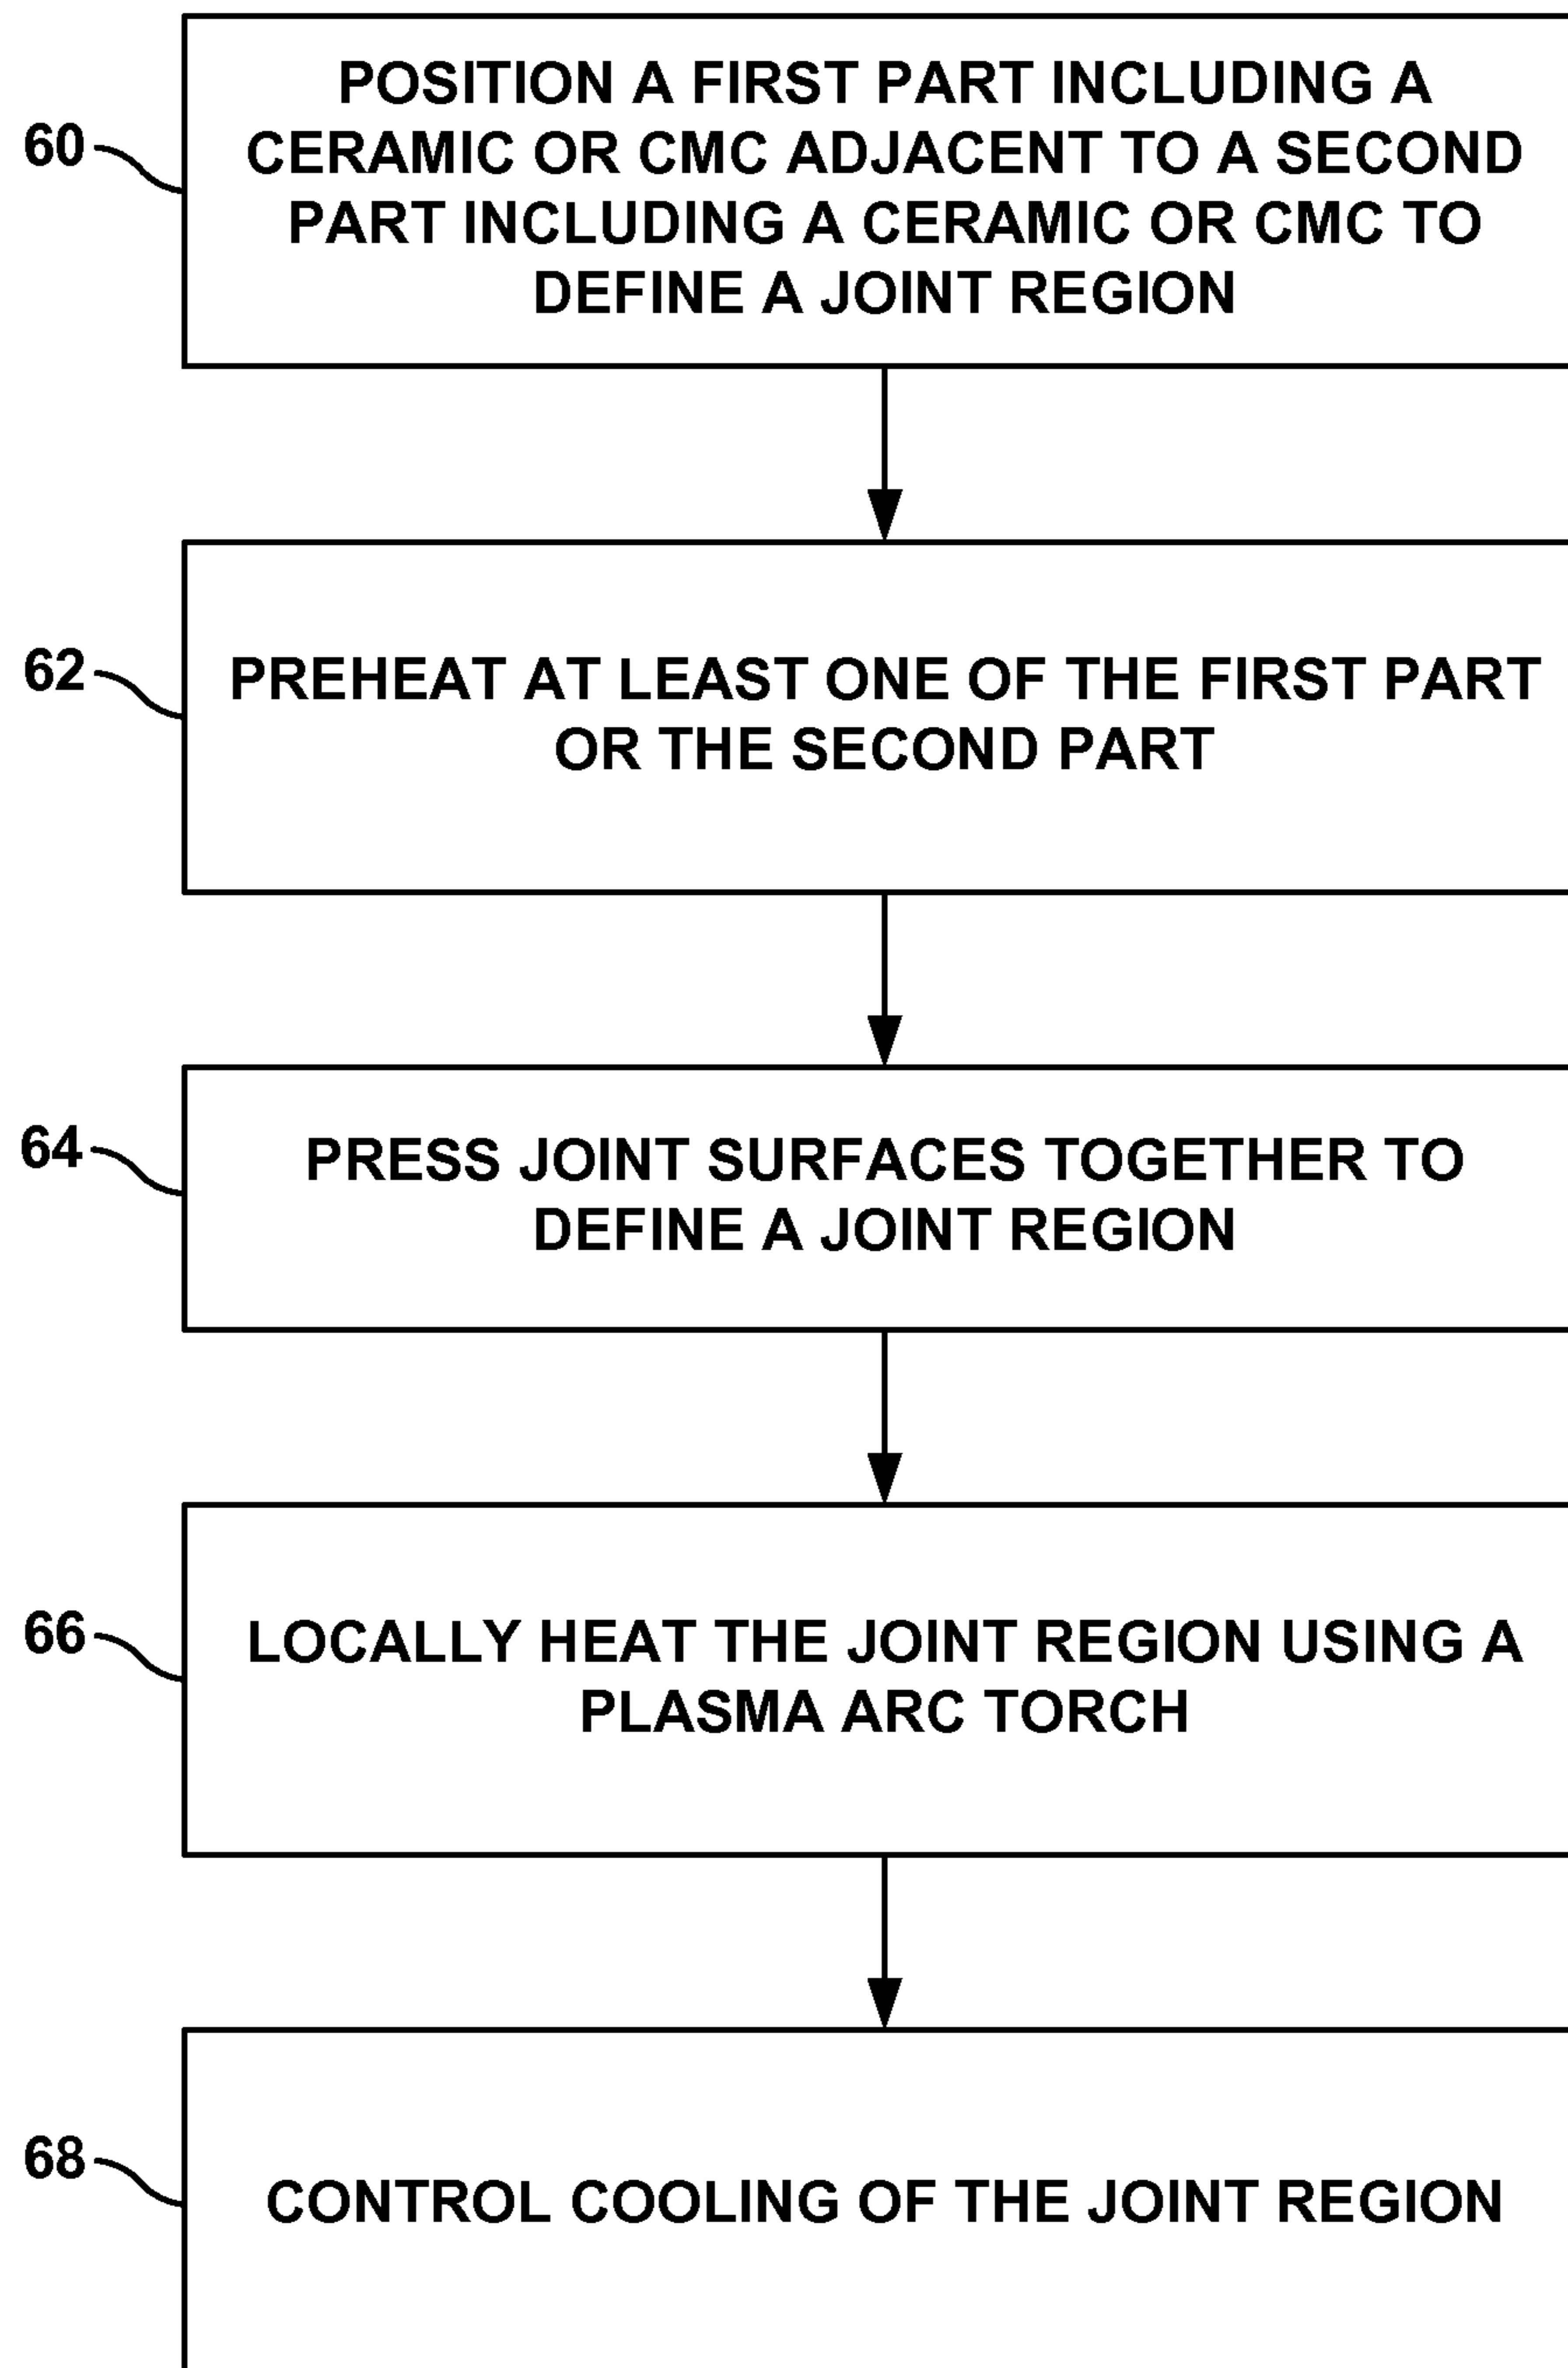 60
POSITION A FIRST PART INCLUDING A
CERAMIC OR CMC ADJACENT TO A SECOND
PART INCLUDING A CERAMIC OR CMC TO
DEFINE A JOINT REGION
62
PREHEAT AT LEAST ONE OF THE FIRST PART
OR THE SECOND PART
64
PRESS JOINT SURFACES TOGETHER TO
DEFINE A JOINT REGION
66
LOCALLY HEAT THE JOINT REGION USING A
PLASMA ARC TORCH
68
CONTROL COOLING OF THE JOINT REGION